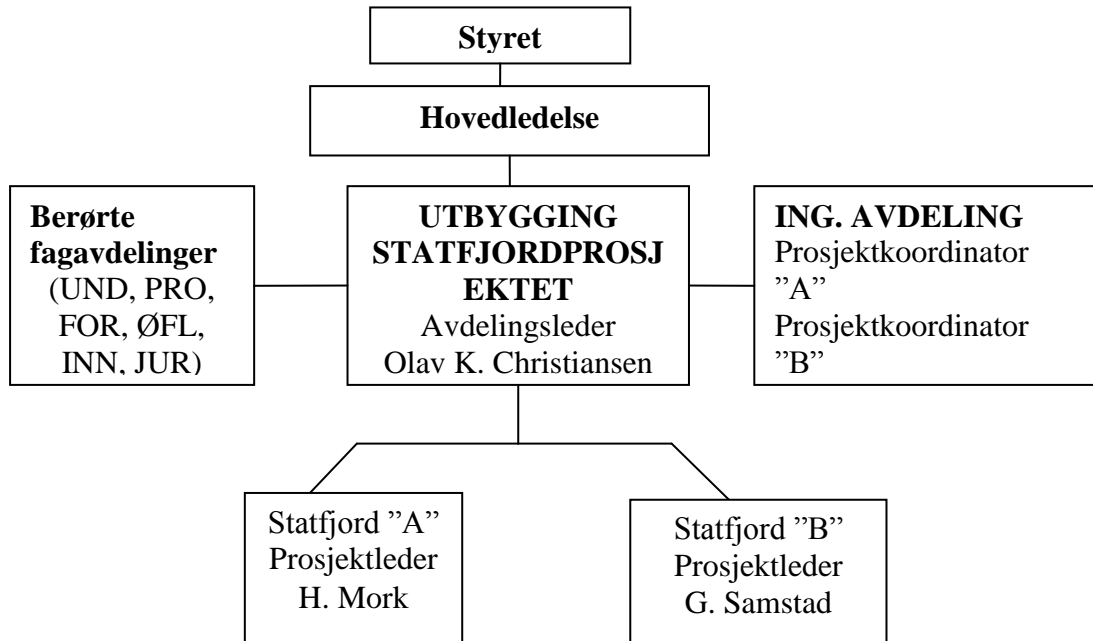 Styret
Hovedledelse
Berørte
fagavdelinger
(UND, PRO,
FOR, ØFL,
INN, JUR)
UTBYGGING
STATFJORDPROSJ
EKTET
Avdelingsleder
Olav K. Christiansen
ING. AVDELING
Prosjektkoordinator
”A”
Prosjektkoordinator
”B”
Statfjord ”A”
Prosjektleder
H. Mork
Statfjord ”B”
Prosjektleder
G. Samstad